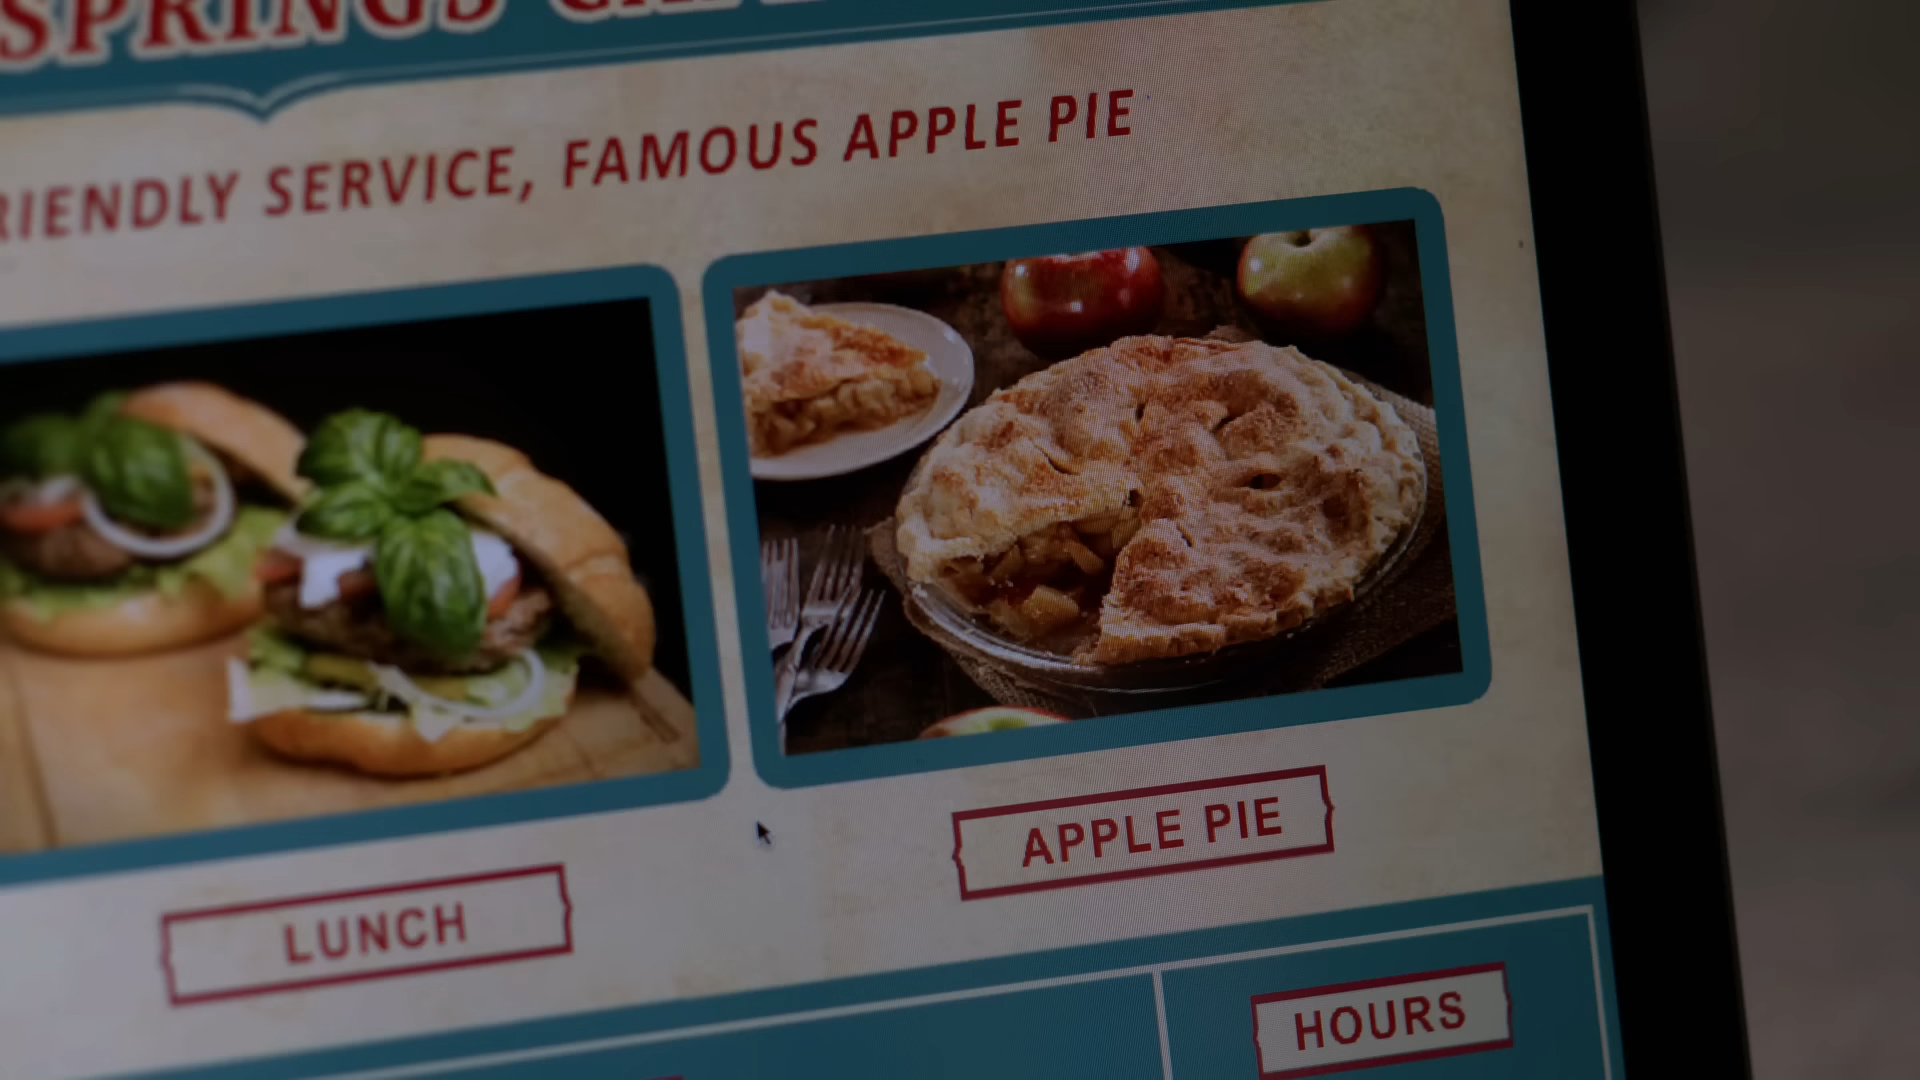 SPRINGS
RIENDLY SERVICE, FAMOUS APPLE PIE
LUNCH
APPLE PIE
HOURS